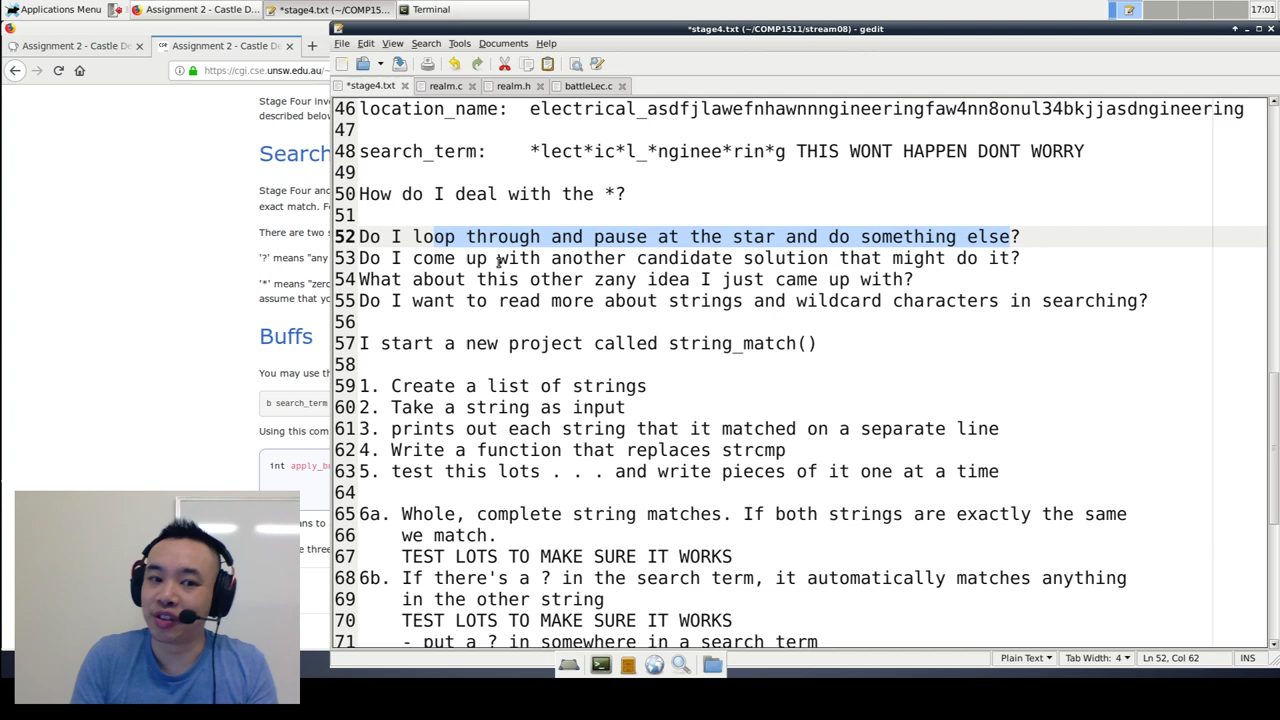 Applications Menu
Assignment 2 - Castle D...
*stage4.txt (~/COMP15...
Terminal
17:01
Assignment 2 - Castle De
Assignment 2 - Castle De
https://cgi.cse.unsw.edu.au/~
*stage4.txt (~/COMP1511/stream08) - gedit
File Edit View Search Tools Documents Help
*stage4.txt
realm.c
realm.h
battleLec.c
Stage Four inv
described belov
Search
Stage Four and
exact match. F
There are two s
'?' means "any
'*' means "zero
assume that yo
Buffs
You may use th
b search_term
Using this com
int apply_bu
ans to
e three
46 location_name: electrical_asdfjlawefnhawnnngineeringfaw4nn8onul34bkjjasdngineering
47
48 search_term: *lect*ic*l_*nginee*rin*g THIS WONT HAPPEN DONT WORRY
49
50 How do I deal with the *?
51
52 Do I loop through and pause at the star and do something else?
53 Do I come up with another candidate solution that might do it?
54 What about this other zany idea I just came up with?
55 Do I want to read more about strings and wildcard characters in searching?
56
57 I start a new project called string_match()
58
59 1. Create a list of strings
60 2. Take a string as input
61 3. prints out each string that it matched on a separate line
62 4. Write a function that replaces strcmp
63 5. test this lots . . . and write pieces of it one at a time
64
65 6a. Whole, complete string matches. If both strings are exactly the same
66 we match.
67 TEST LOTS TO MAKE SURE IT WORKS
68 6b. If there's a ? in the search term, it automatically matches anything
69 in the other string
70 TEST LOTS TO MAKE SURE IT WORKS
71 - put a ? in somewhere in a search term
Plain Text
Tab Width: 4
Ln 52, Col 62
INS